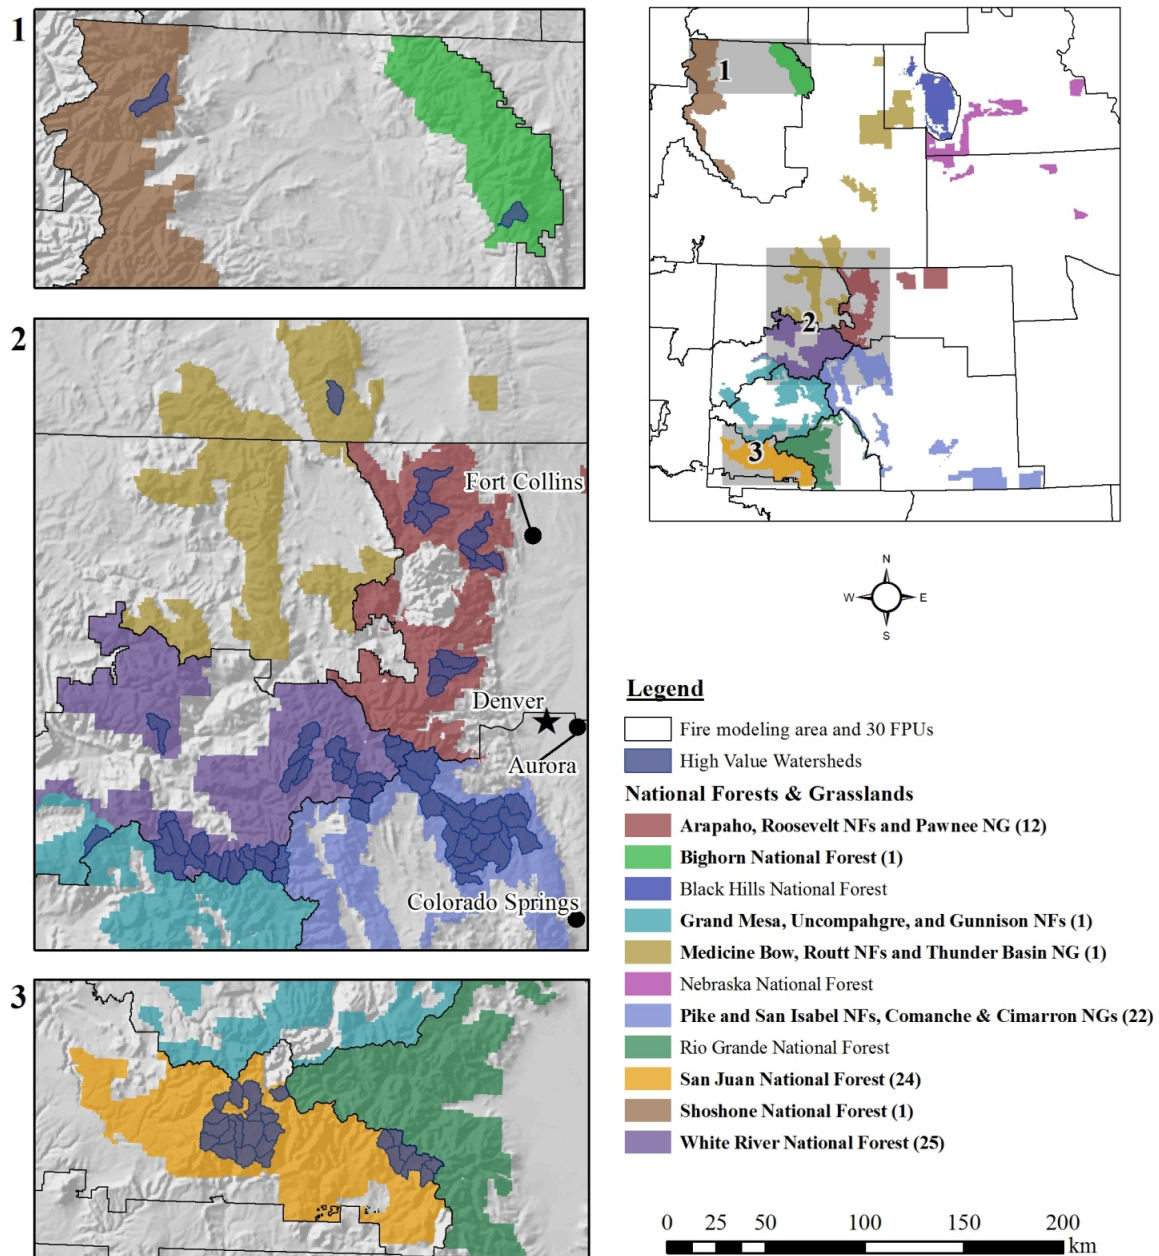 1
2
Fort Collins
Denver
Aurora
Colorado Springs
3
1
2
3
N
W
E
S
Legend
Fire modeling area and 30 FPUs
High Value Watersheds
National Forests & Grasslands
Arapaho, Roosevelt NFs and Pawnee NG (12)
Bighorn National Forest (1)
Black Hills National Forest
Grand Mesa, Uncompahgre, and Gunnison NFs (1)
Medicine Bow, Routt NFs and Thunder Basin NG (1)
Nebraska National Forest
Pike and San Isabel NFs, Comanche & Cimarron NGs (22)
Rio Grande National Forest
San Juan National Forest (24)
Shoshone National Forest (1)
White River National Forest (25)
0 25 50 100 150 200
km